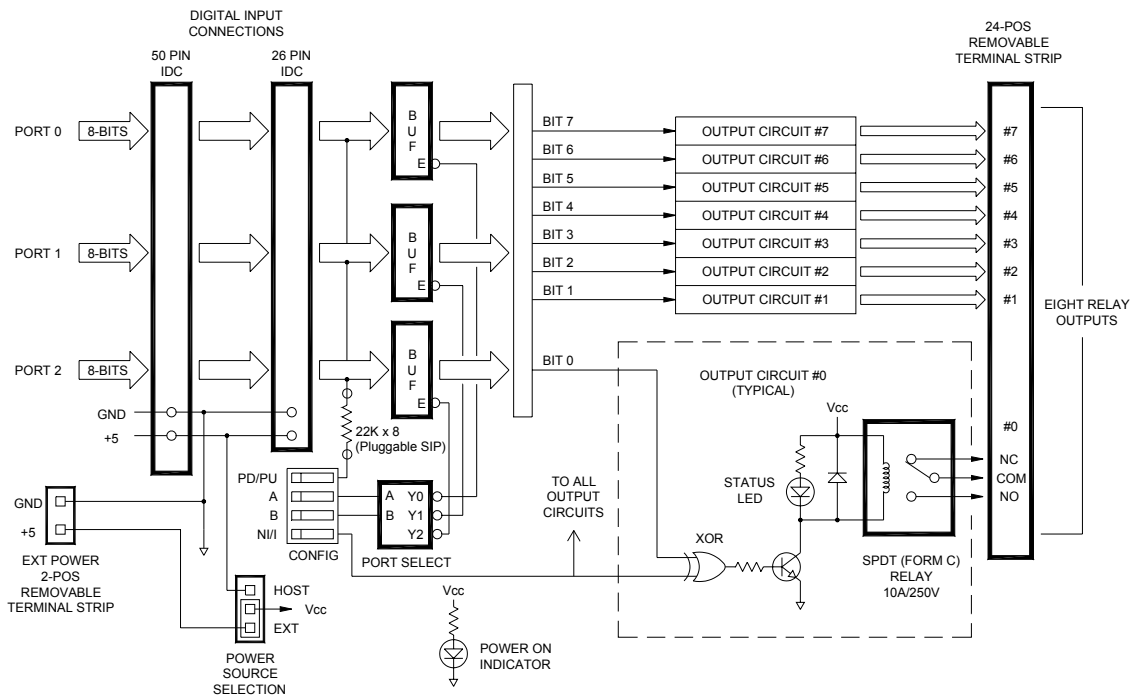 DIGITAL INPUT
CONNECTIONS
50 PIN
IDC
26 PIN
IDC
24-POS
REMOVABLE
TERMINAL STRIP
PORT 0
8-BITS
B
U
F
E
PORT 1
8-BITS
B
U
F
E
PORT 2
8-BITS
B
U
F
E
BIT 7
BIT 6
BIT 5
BIT 4
BIT 3
BIT 2
BIT 1
BIT 0
OUTPUT CIRCUIT #7
OUTPUT CIRCUIT #6
OUTPUT CIRCUIT #5
OUTPUT CIRCUIT #4
OUTPUT CIRCUIT #3
OUTPUT CIRCUIT #2
OUTPUT CIRCUIT #1
#7
#6
#5
#4
#3
#2
#1
#0
NC
COM
NO
EIGHT RELAY
OUTPUTS
OUTPUT CIRCUIT #0
(TYPICAL)
Vcc
STATUS
LED
XOR
SPDT (FORM C)
RELAY
10A/250V
TO ALL
OUTPUT
CIRCUITS
GND
+5
22K x 8
(Pluggable SIP)
PD/PU
A
B
NI/I
CONFIG
A Y0
B Y1
Y2
PORT SELECT
GND
+5
EXT POWER
2-POS
REMOVABLE
TERMINAL STRIP
HOST
Vcc
EXT
POWER
SOURCE
SELECTION
Vcc
POWER ON
INDICATOR